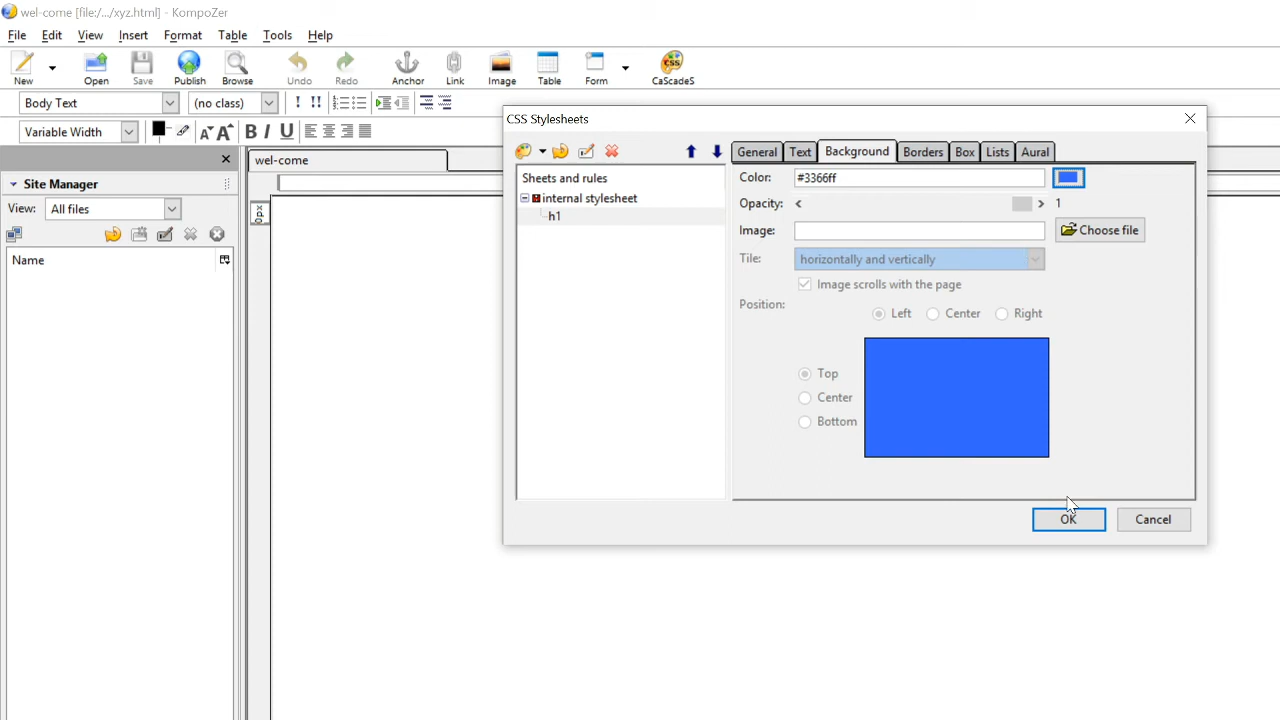 wel-come [file:/.../xyz.html] - KompoZer
File Edit View Insert Format Table Tools Help
New Open Save Publish Browse Undo Redo Anchor Link Image Table Form CaScadeS
Body Text (no class) ! !!
Variable Width A A B I U
CSS Stylesheets
wel-come
Site Manager
View: All files
Name
0px
Sheets and rules
internal stylesheet
h1
General Text Background Borders Box Lists Aural
Color: #3366ff
Opacity: < > 1
Image: Choose file
Tile: horizontally and vertically
Image scrolls with the page
Position:
Left Center Right
Top
Center
Bottom
OK Cancel